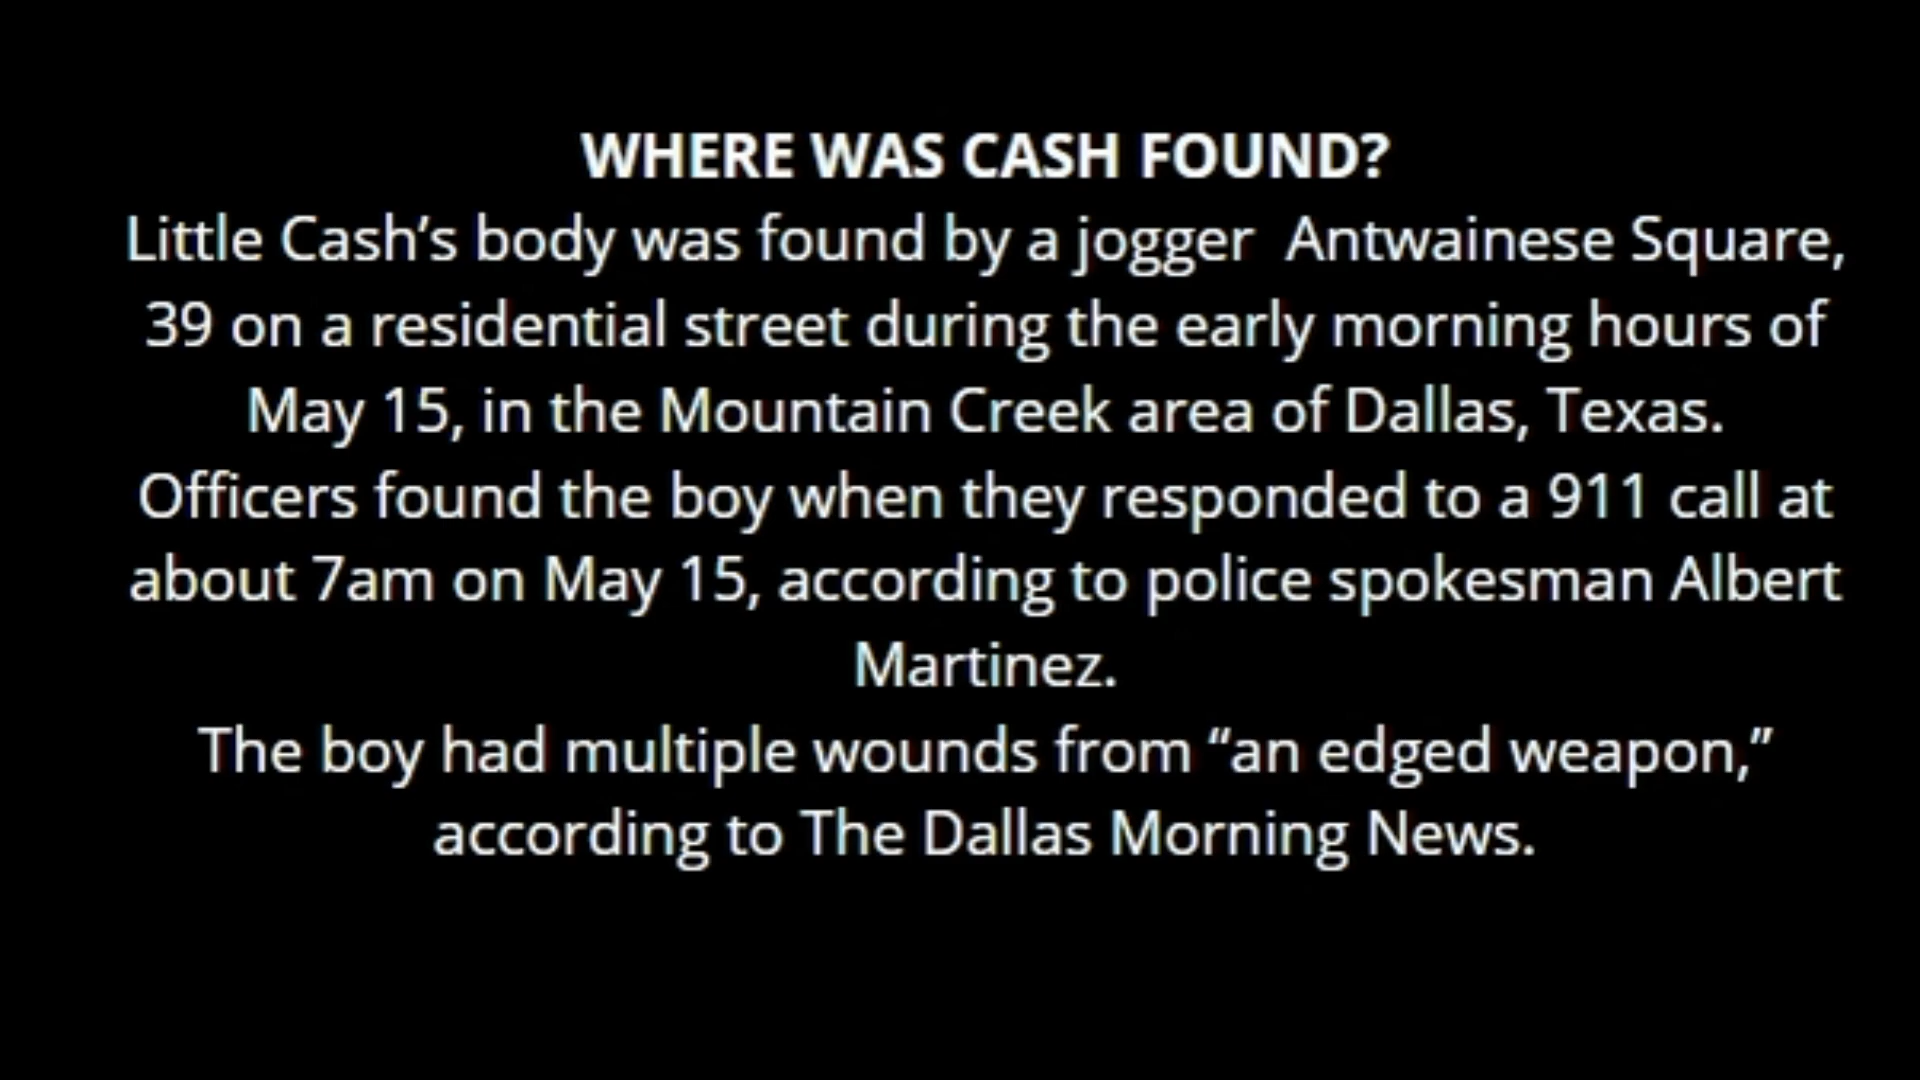 WHERE WAS CASH FOUND?
Little Cash’s body was found by a jogger  Antwainese Square,
39 on a residential street during the early morning hours of
May 15, in the Mountain Creek area of Dallas, Texas.
Officers found the boy when they responded to a 911 call at
about 7am on May 15, according to police spokesman Albert
Martinez.
The boy had multiple wounds from “an edged weapon,”
according to The Dallas Morning News.